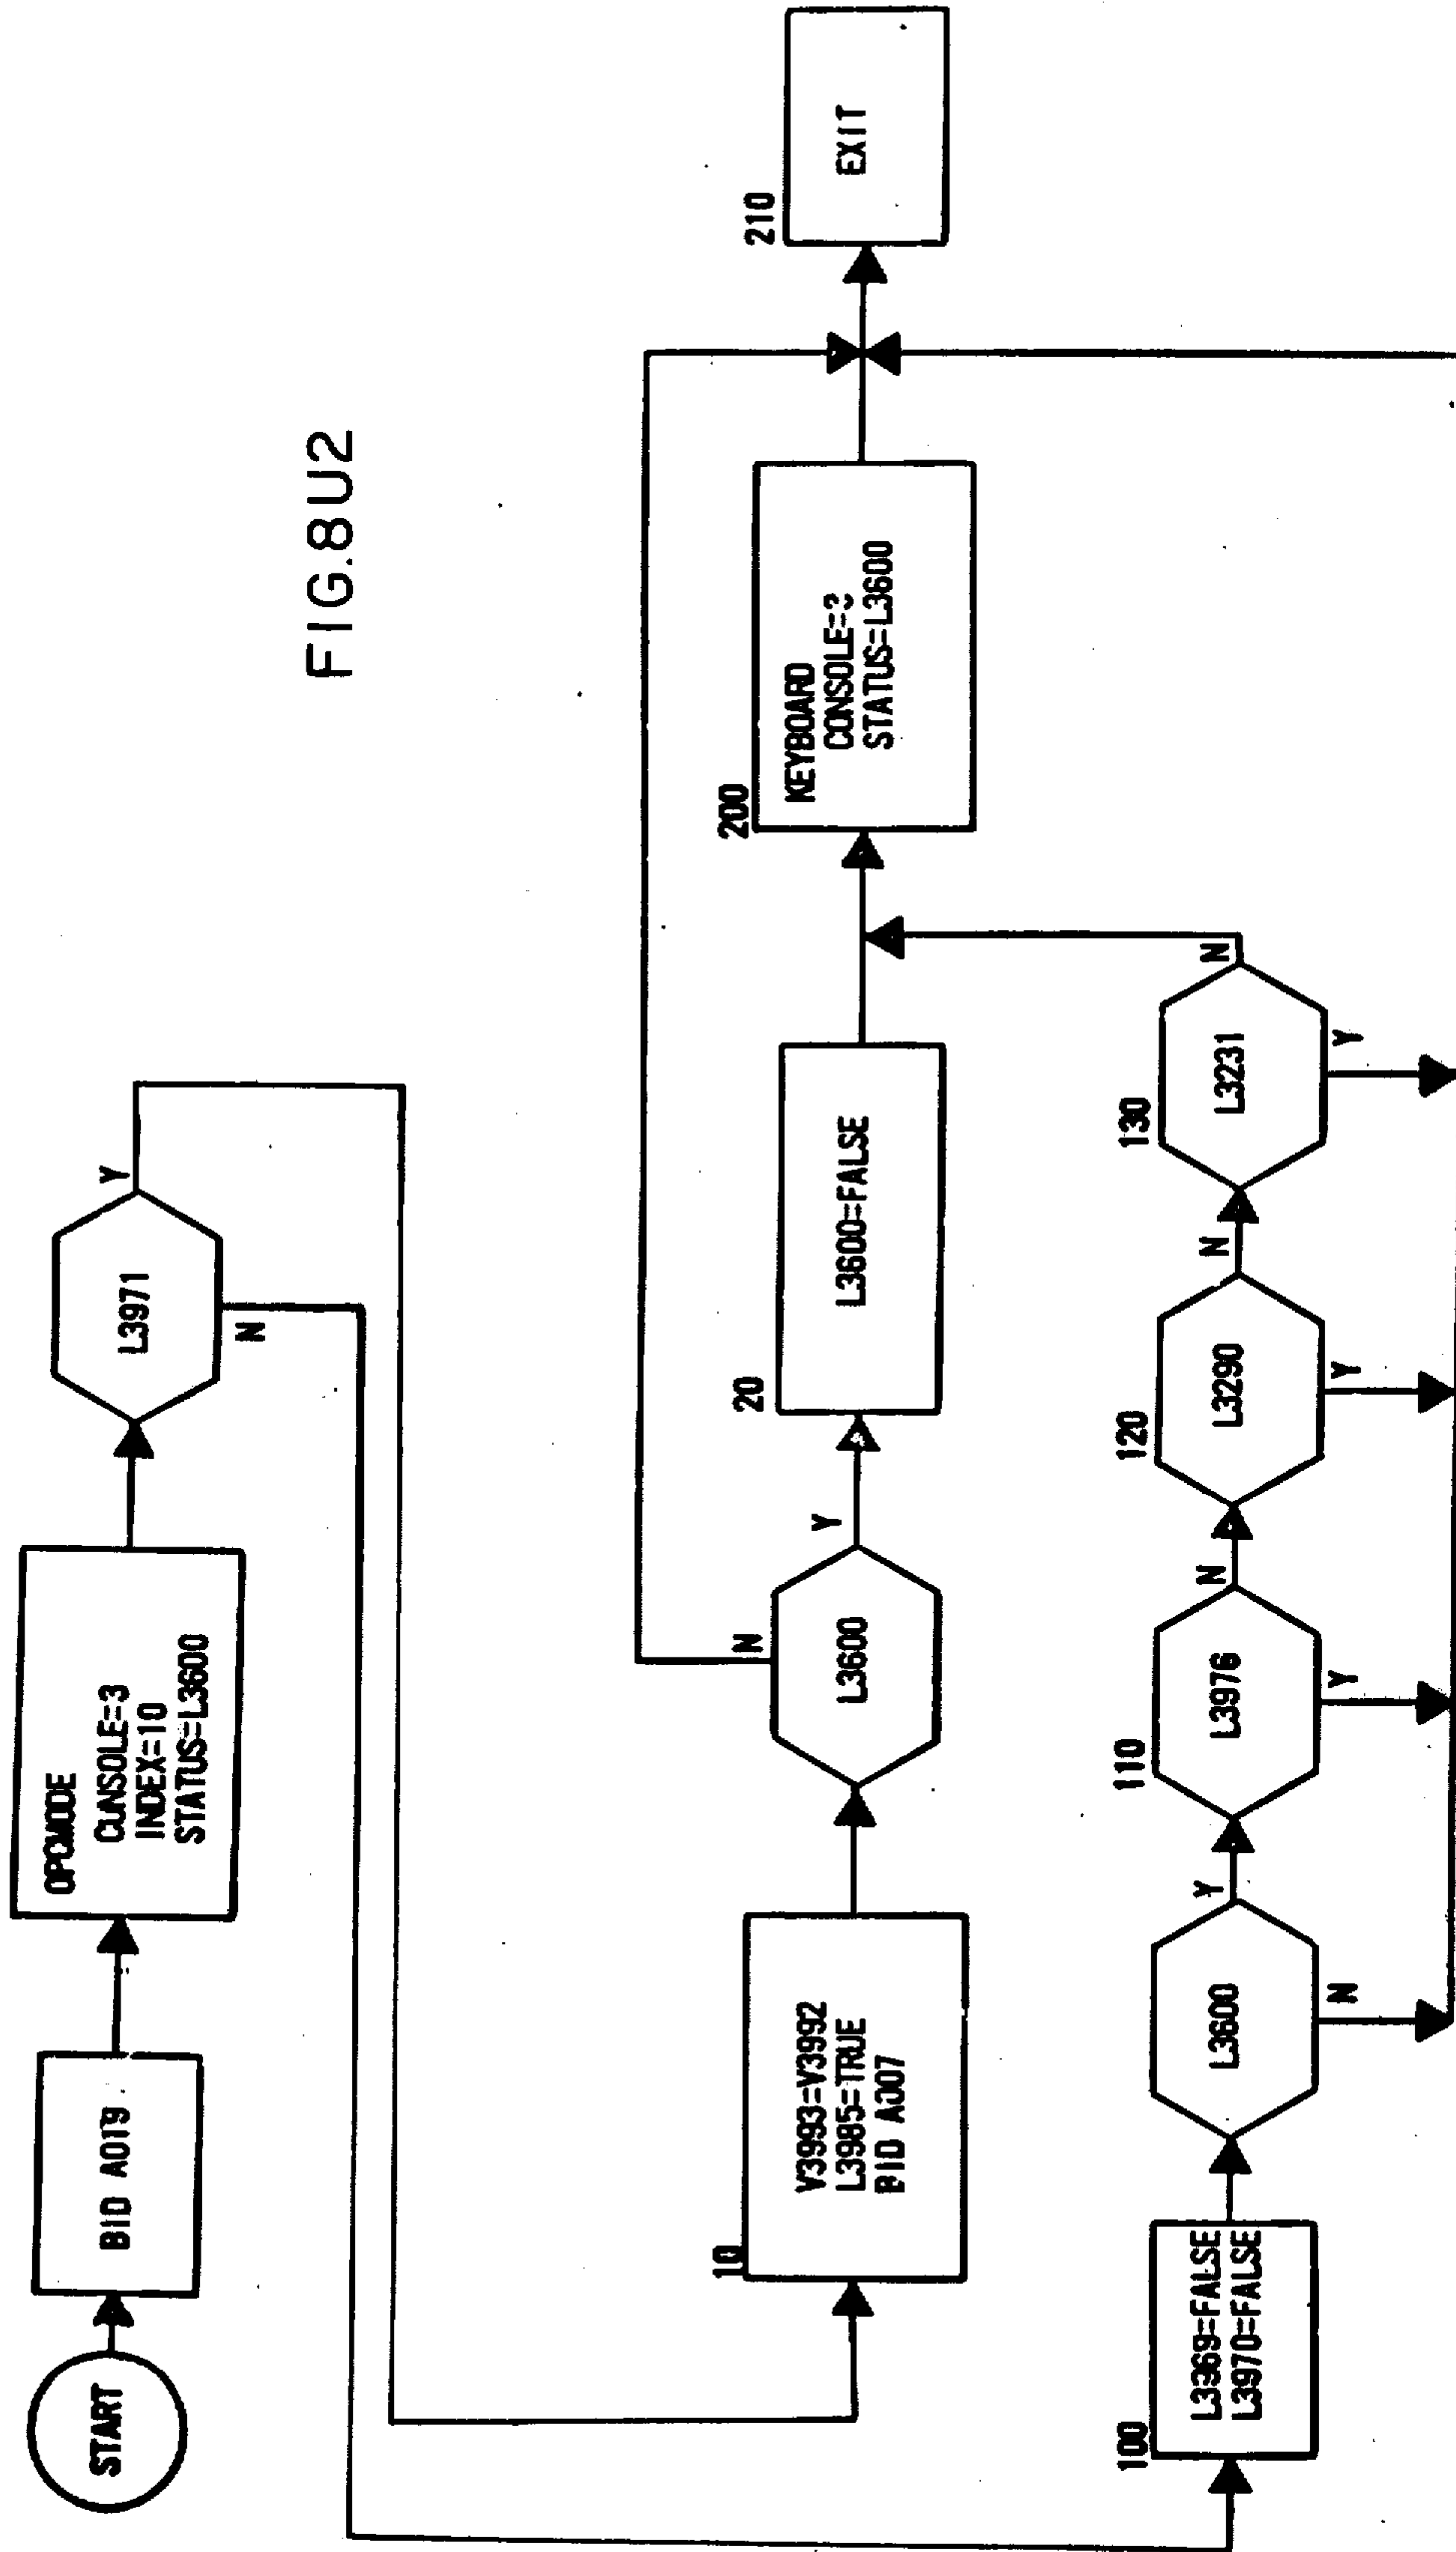 FIG.8U2
START
BID A019
OPCMODE
CONSOLE=3
INDEX=10
STATUS=L3600
L3971
Y
N
10
V3993=V3992
L3985=TRUE
BID A007
L3600
N
Y
20
L3600=FALSE
200
KEYBOARD
CONSOLE=3
STATUS=L3600
210
EXIT
100
L3969=FALSE
L3970=FALSE
L3600
Y
N
110
L3976
N
Y
120
L3290
N
Y
130
L3231
N
Y